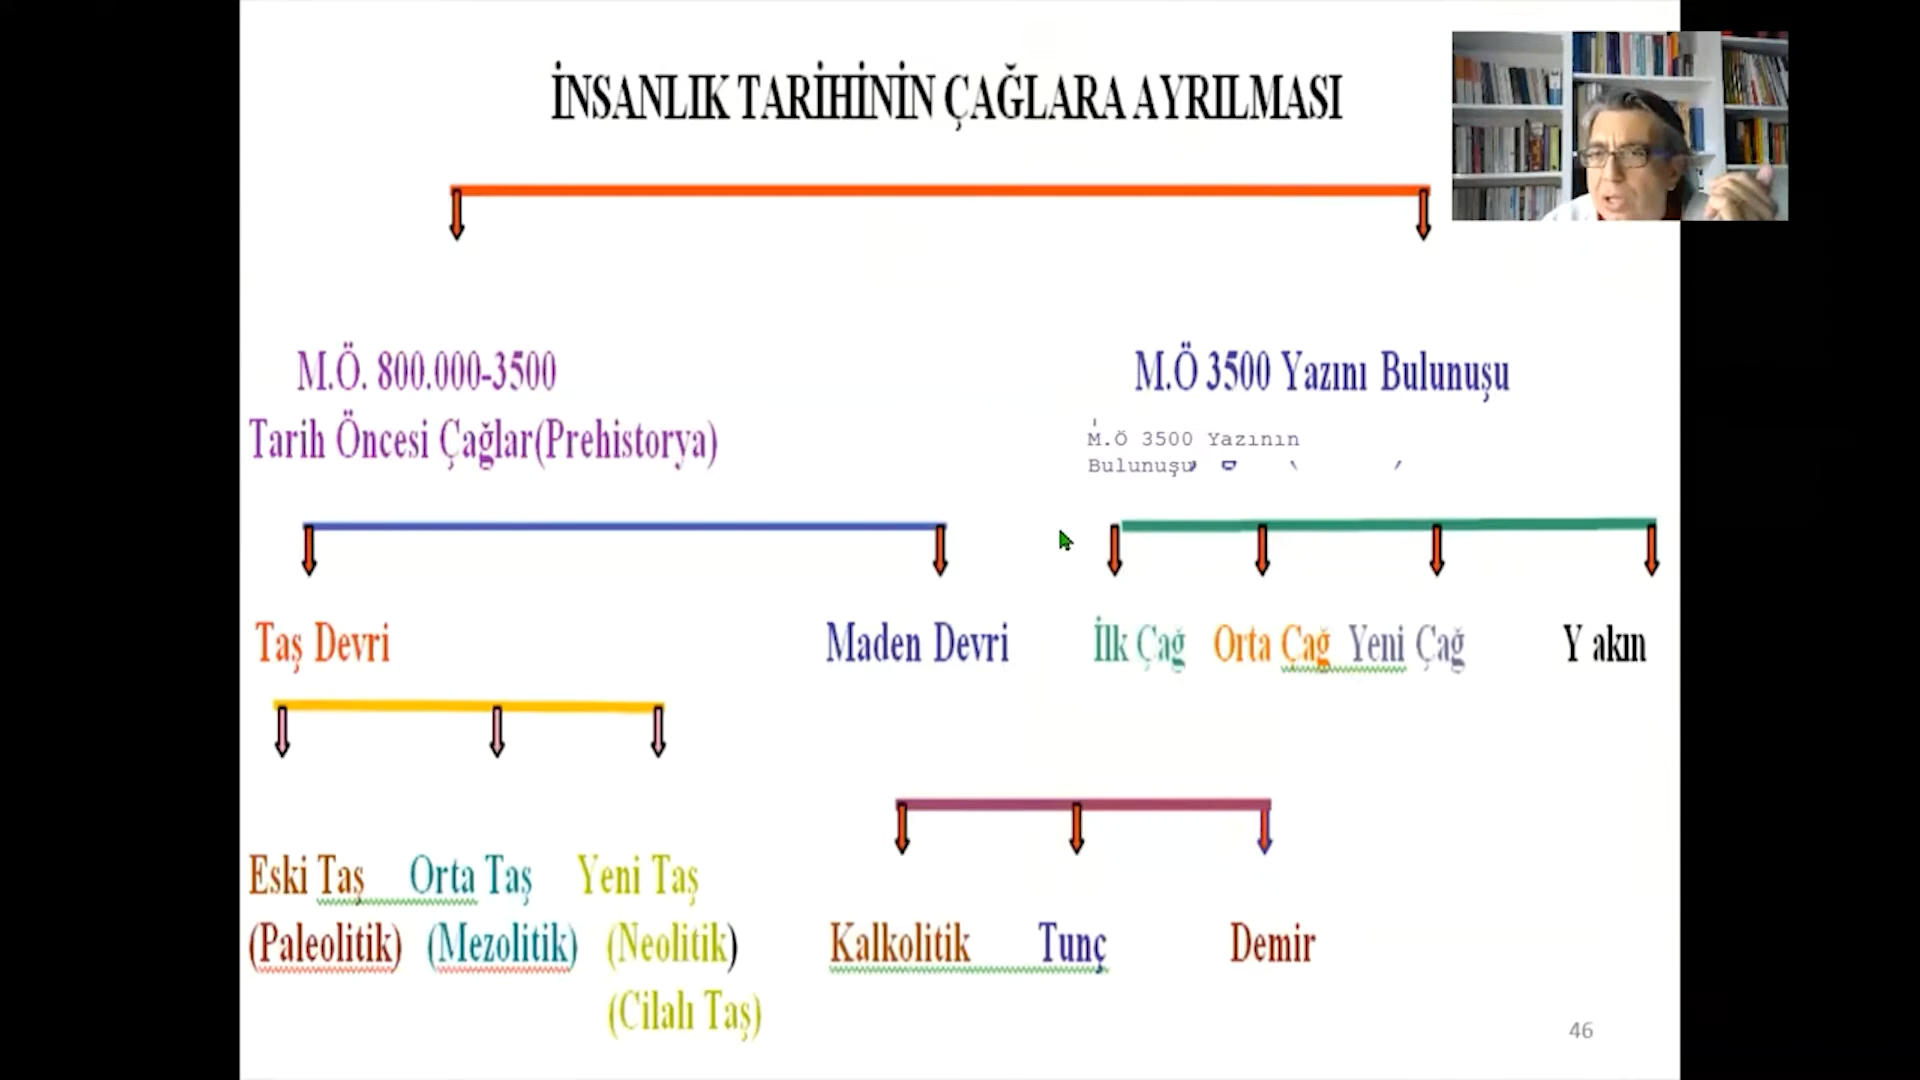 İNSANLIK TARİHİNİN ÇAĞLARA AYRILMASI
M.Ö. 800.000-3500
Tarih Öncesi Çağlar(Prehistorya)
M.Ö 3500 Yazını Bulunuşu
M.Ö 3500 Yazının
Bulunuşu
Taş Devri
Maden Devri
İlk Çağ
Orta Çağ
Yeni Çağ
Y akın
Eski Taş
Orta Taş
Yeni Taş
(Paleolitik)
(Mezolitik)
(Neolitik)
(Cilalı Taş)
Kalkolitik
Tunç
Demir
46